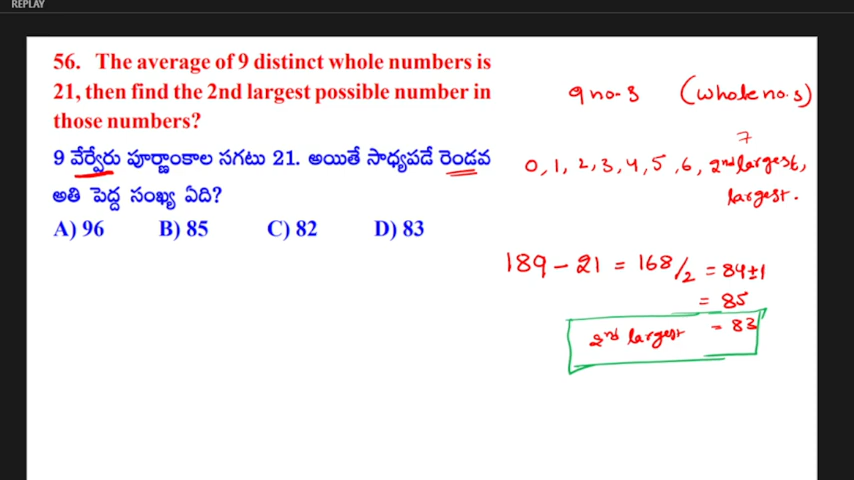 REPLAY
56. The average of 9 distinct whole numbers is
21, then find the 2nd largest possible number in
those numbers?
9 వేర్వేరు పూర్ణాంకాల సగటు 21. అయితే సాధ్యపడే రెండవ
అతి పెద్ద సంఖ్య ఏది?
A) 96 B) 85 C) 82 D) 83
9 no.s (whole no.s)
7
0, 1, 2, 3, 4, 5, 6, 2nd largest,
largest.
189 - 21 = 168/2 = 84±1
= 85
2nd largest = 83